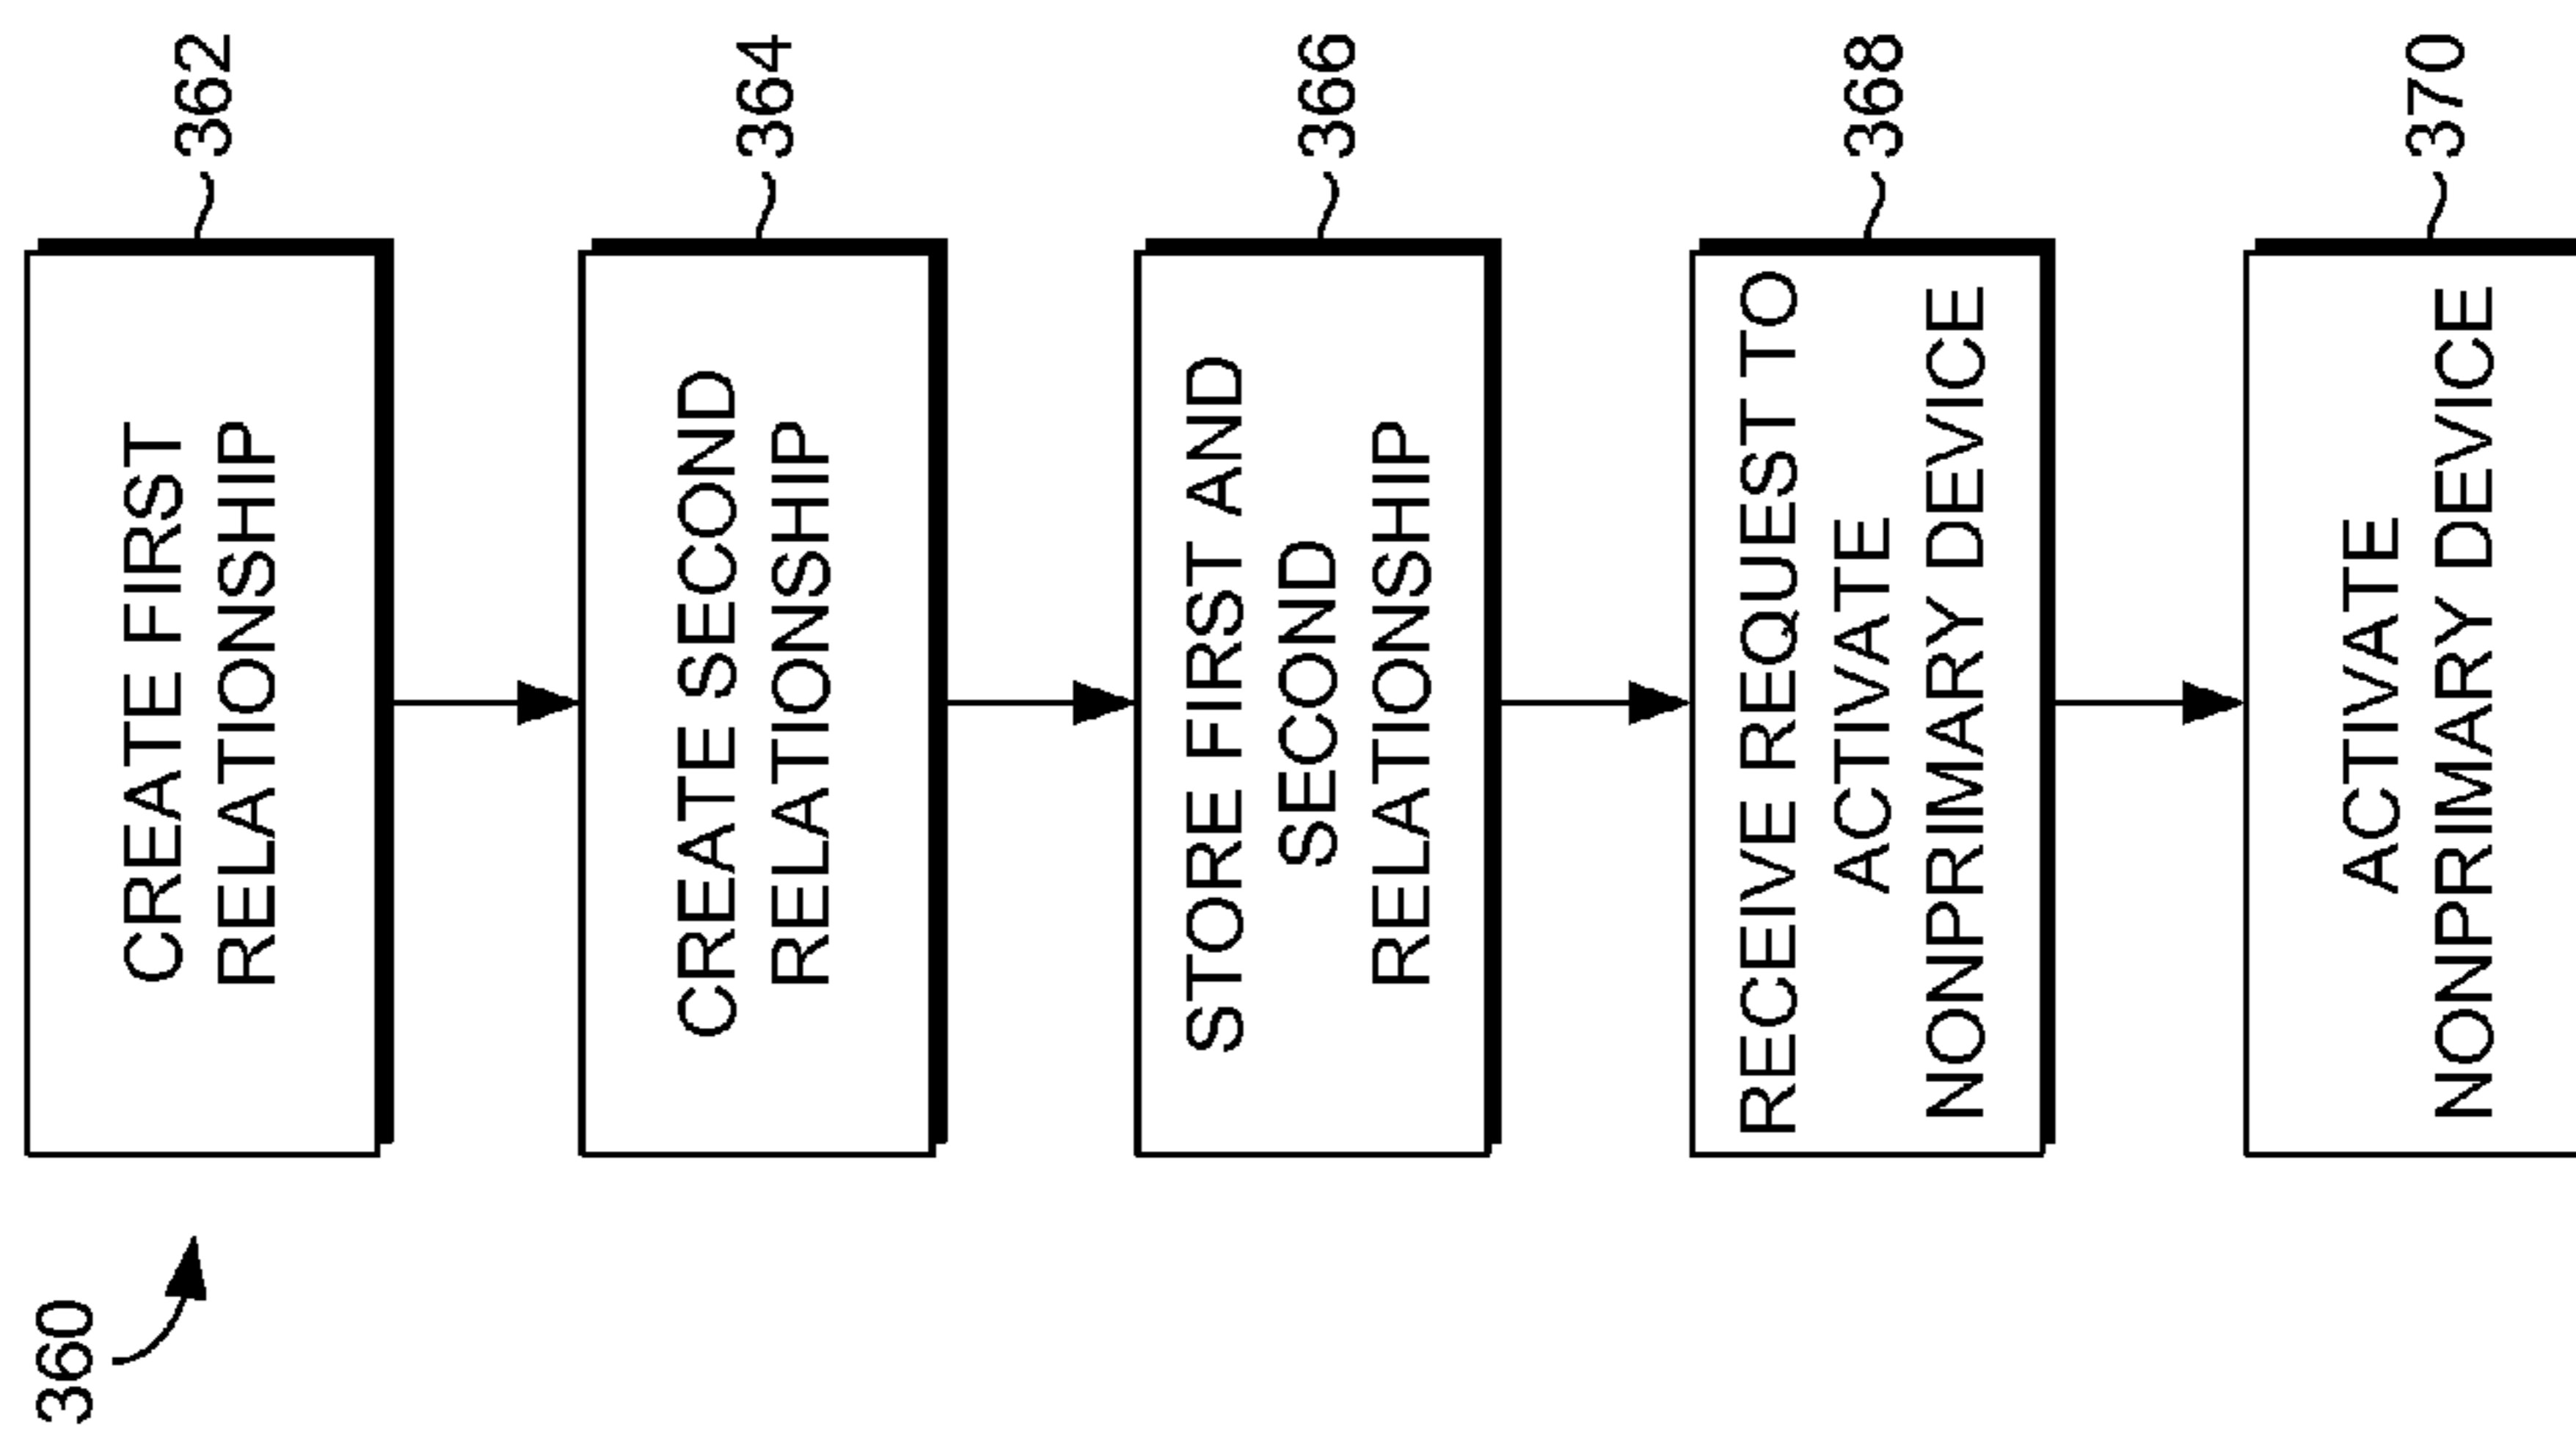 360
CREATE FIRST
RELATIONSHIP
362
CREATE SECOND
RELATIONSHIP
364
STORE FIRST AND
SECOND
RELATIONSHIP
366
RECEIVE REQUEST TO
ACTIVATE
NONPRIMARY DEVICE
368
ACTIVATE
NONPRIMARY DEVICE
370